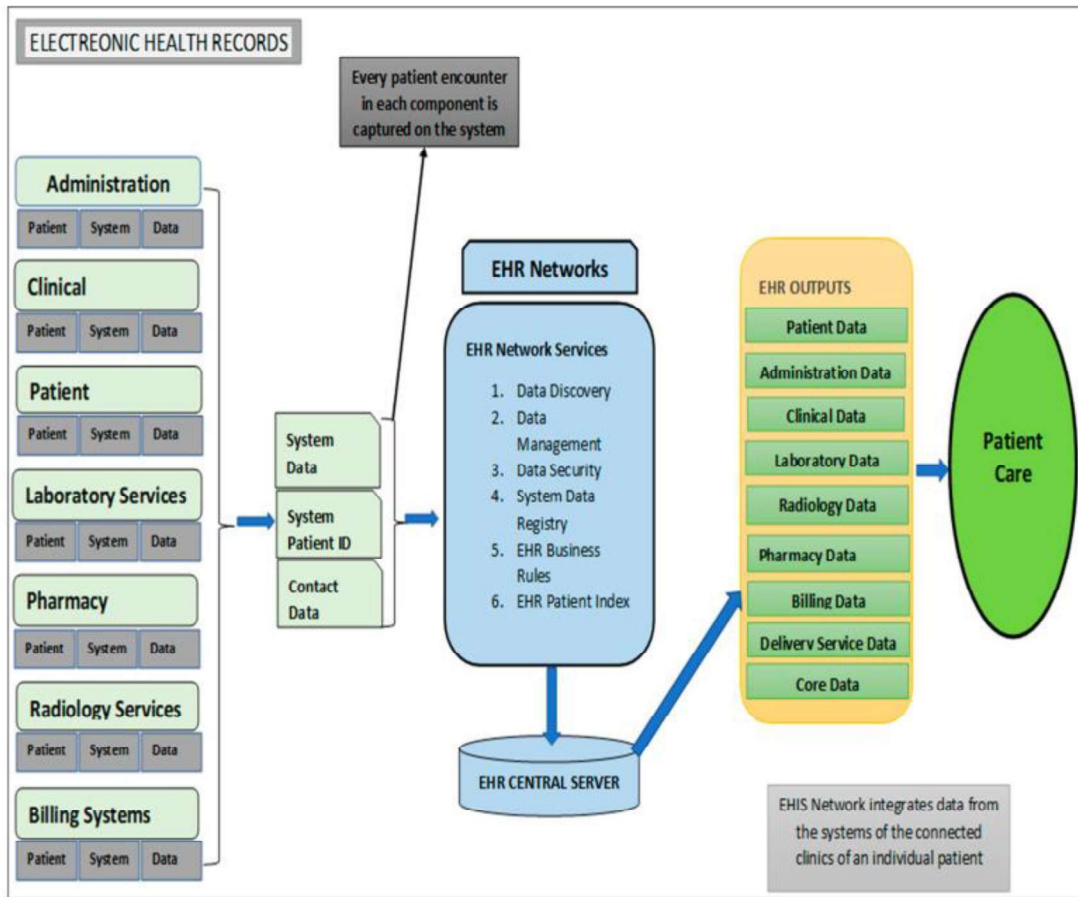 ELECTREONIC HEALTH RECORDS
Every patient encounter
in each component is
captured on the system
Administration
Patient System Data
Clinical
Patient System Data
Patient
Patient System Data
Laboratory Services
Patient System Data
Pharmacy
Patient System Data
Radiology Services
Patient System Data
Billing Systems
Patient System Data
System
Data
System
Patient ID
Contact
Data
EHR Networks
EHR Network Services
1. Data Discovery
2. Data
Management
3. Data Security
4. System Data
Registry
5. EHR Business
Rules
6. EHR Patient Index
EHR CENTRAL SERVER
EHR OUTPUTS
Patient Data
Administration Data
Clinical Data
Laboratory Data
Radiology Data
Pharmacy Data
Billing Data
Delivery Service Data
Core Data
Patient
Care
EHIS Network integrates data from
the systems of the connected
clinics of an individual patient